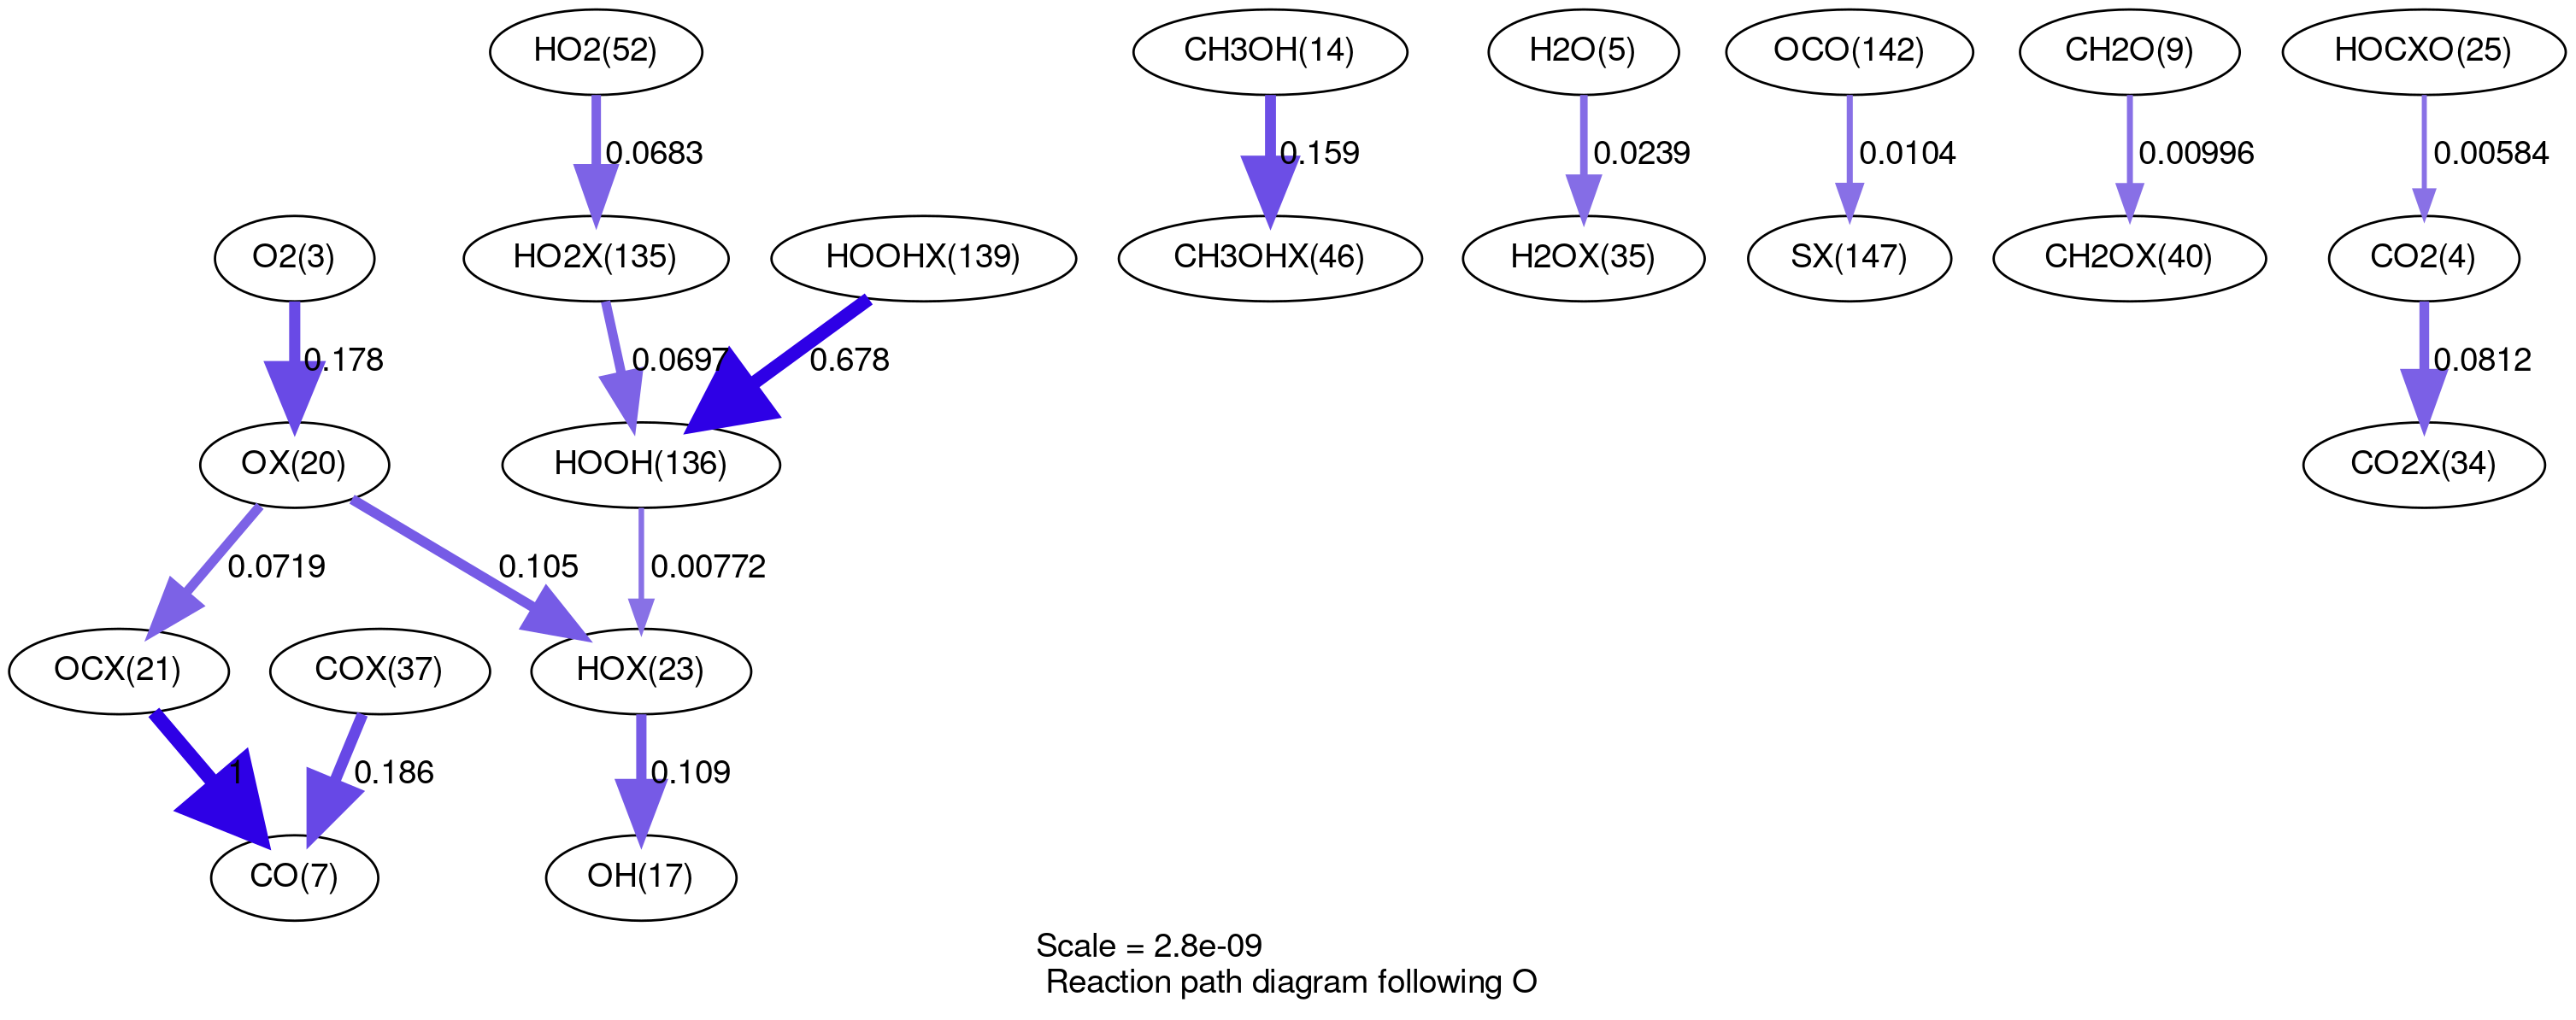 HO2(52)
CH3OH(14)
H2O(5)
OCO(142)
CH2O(9)
HOCXO(25)
0.0683
0.159
0.0239
0.0104
0.00996
0.00584
O2(3)
HO2X(135)
HOOHX(139)
CH3OHX(46)
H2OX(35)
SX(147)
CH2OX(40)
CO2(4)
0.178
0.0697
0.678
0.0812
OX(20)
HOOH(136)
CO2X(34)
0.0719
0.105
0.00772
OCX(21)
COX(37)
HOX(23)
1
0.186
0.109
CO(7)
OH(17)
Scale = 2.8e-09
Reaction path diagram following O